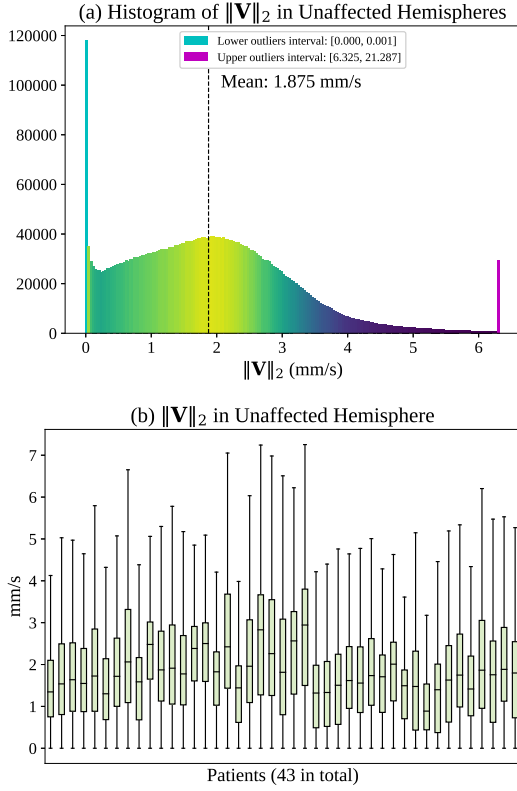 (a) Histogram of ‖V‖₂ in Unaffected Hemispheres
Lower outliers interval: [0.000, 0.001]
Upper outliers interval: [6.325, 21.287]
Mean: 1.875 mm/s
120000
100000
80000
60000
40000
20000
0
0 1 2 3 4 5 6
‖V‖₂ (mm/s)
(b) ‖V‖₂ in Unaffected Hemisphere
7
6
5
4
3
2
1
0
mm/s
Patients (43 in total)